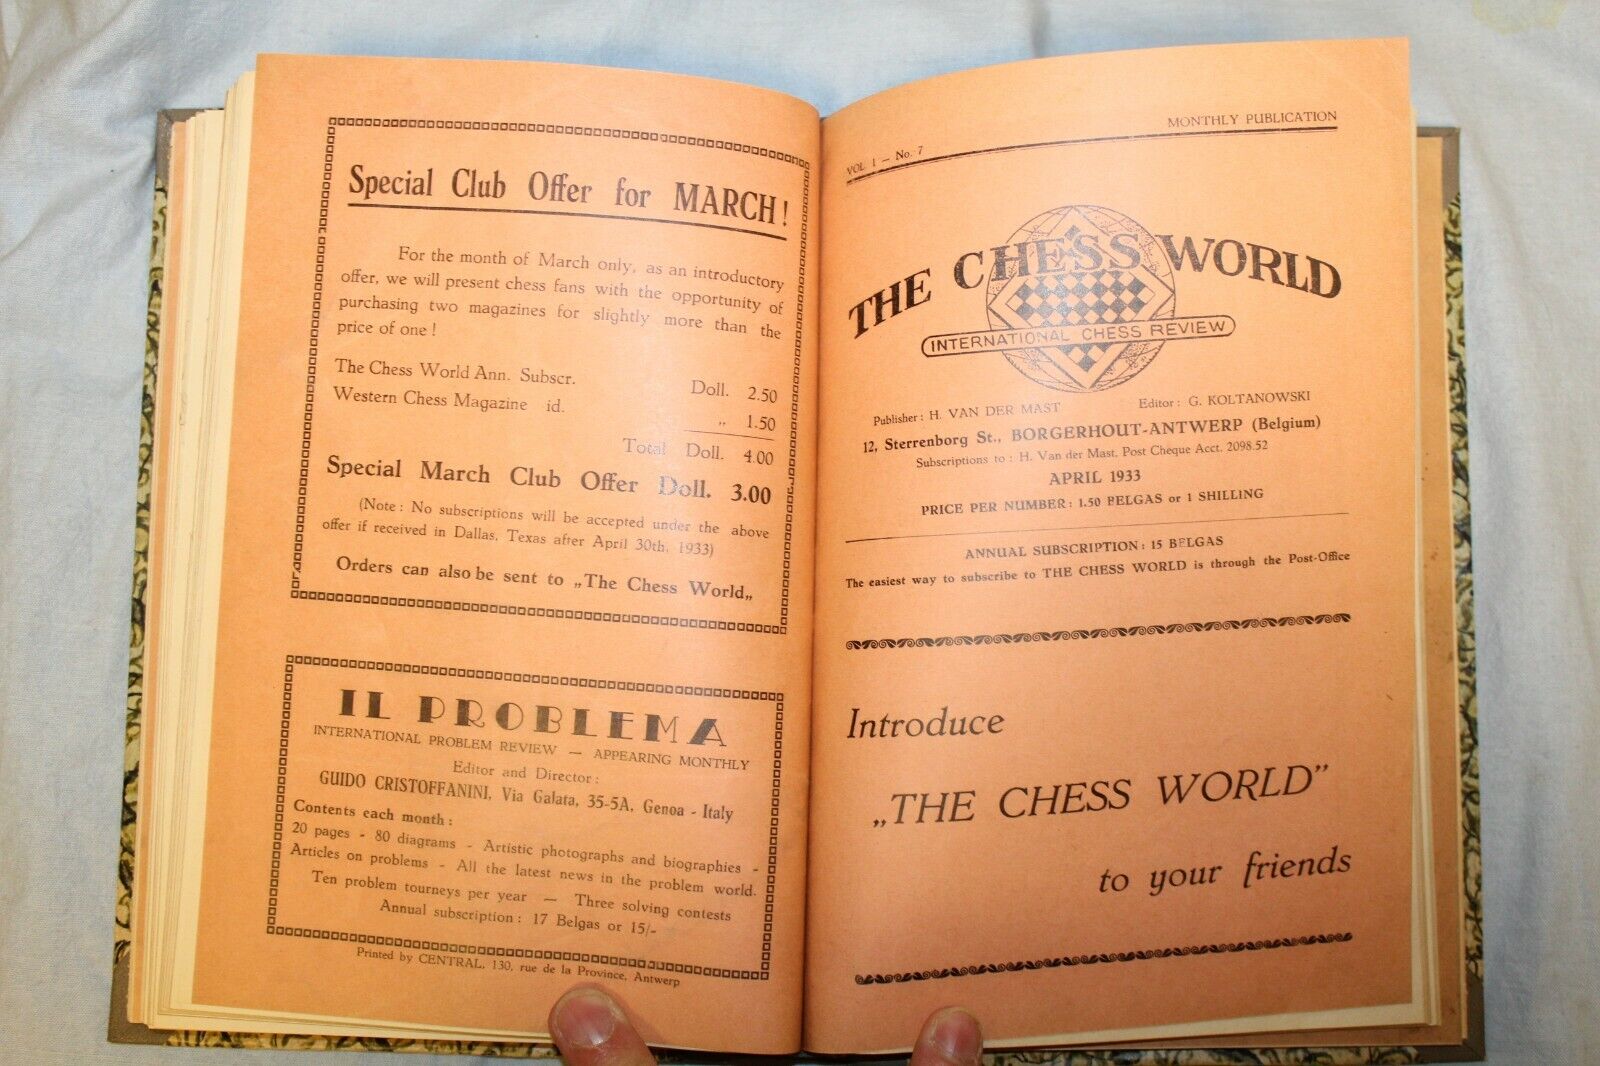 Special Club Offer for MARCH!
For the month of March only, as an introductory
offer, we will present chess fans with the opportunity of
purchasing two magazines for slightly more than the
price of one !
The Chess World Ann. Subscr. Doll. 2.50
Western Chess Magazine id. „ 1.50
Total Doll. 4.00
Special March Club Offer Doll. 3.00
(Note : No subscriptions will be accepted under the above
offer if received in Dallas, Texas after April 30th, 1933)
Orders can also be sent to „The Chess World„
IL PROBLEMA
INTERNATIONAL PROBLEM REVIEW — APPEARING MONTHLY
Editor and Director :
GUIDO CRISTOFFANINI, Via Galata, 35-5A, Genoa - Italy
Contents each month :
20 pages - 80 diagrams - Artistic photographs and biographies -
Articles on problems - All the latest news in the problem world.
Ten problem tourneys per year — Three solving contests
Annual subscription : 17 Belgas or 15/-
Printed by CENTRAL, 130, rue de la Province, Antwerp
MONTHLY PUBLICATION
VOL 1 — No. 7
THE CHESS WORLD
INTERNATIONAL CHESS REVIEW
Publisher : H. VAN DER MAST Editor : G. KOLTANOWSKI
12, Sterrenborg St., BORGERHOUT-ANTWERP (Belgium)
Subscriptions to : H. Van der Mast, Post Cheque Acct. 2098.52
APRIL 1933
PRICE PER NUMBER : 1.50 BELGAS or 1 SHILLING
ANNUAL SUBSCRIPTION : 15 BELGAS
The easiest way to subscribe to THE CHESS WORLD is through the Post-Office
Introduce
„THE CHESS WORLD”
to your friends